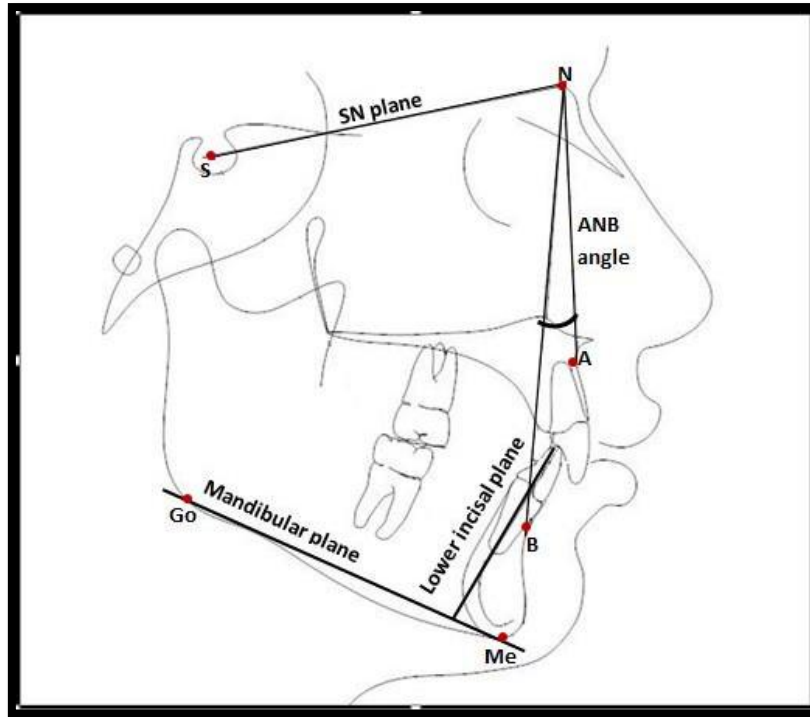 N
SN plane
S
ANB
angle
A
Lower incisal plane
Mandibular plane
Go
B
Me